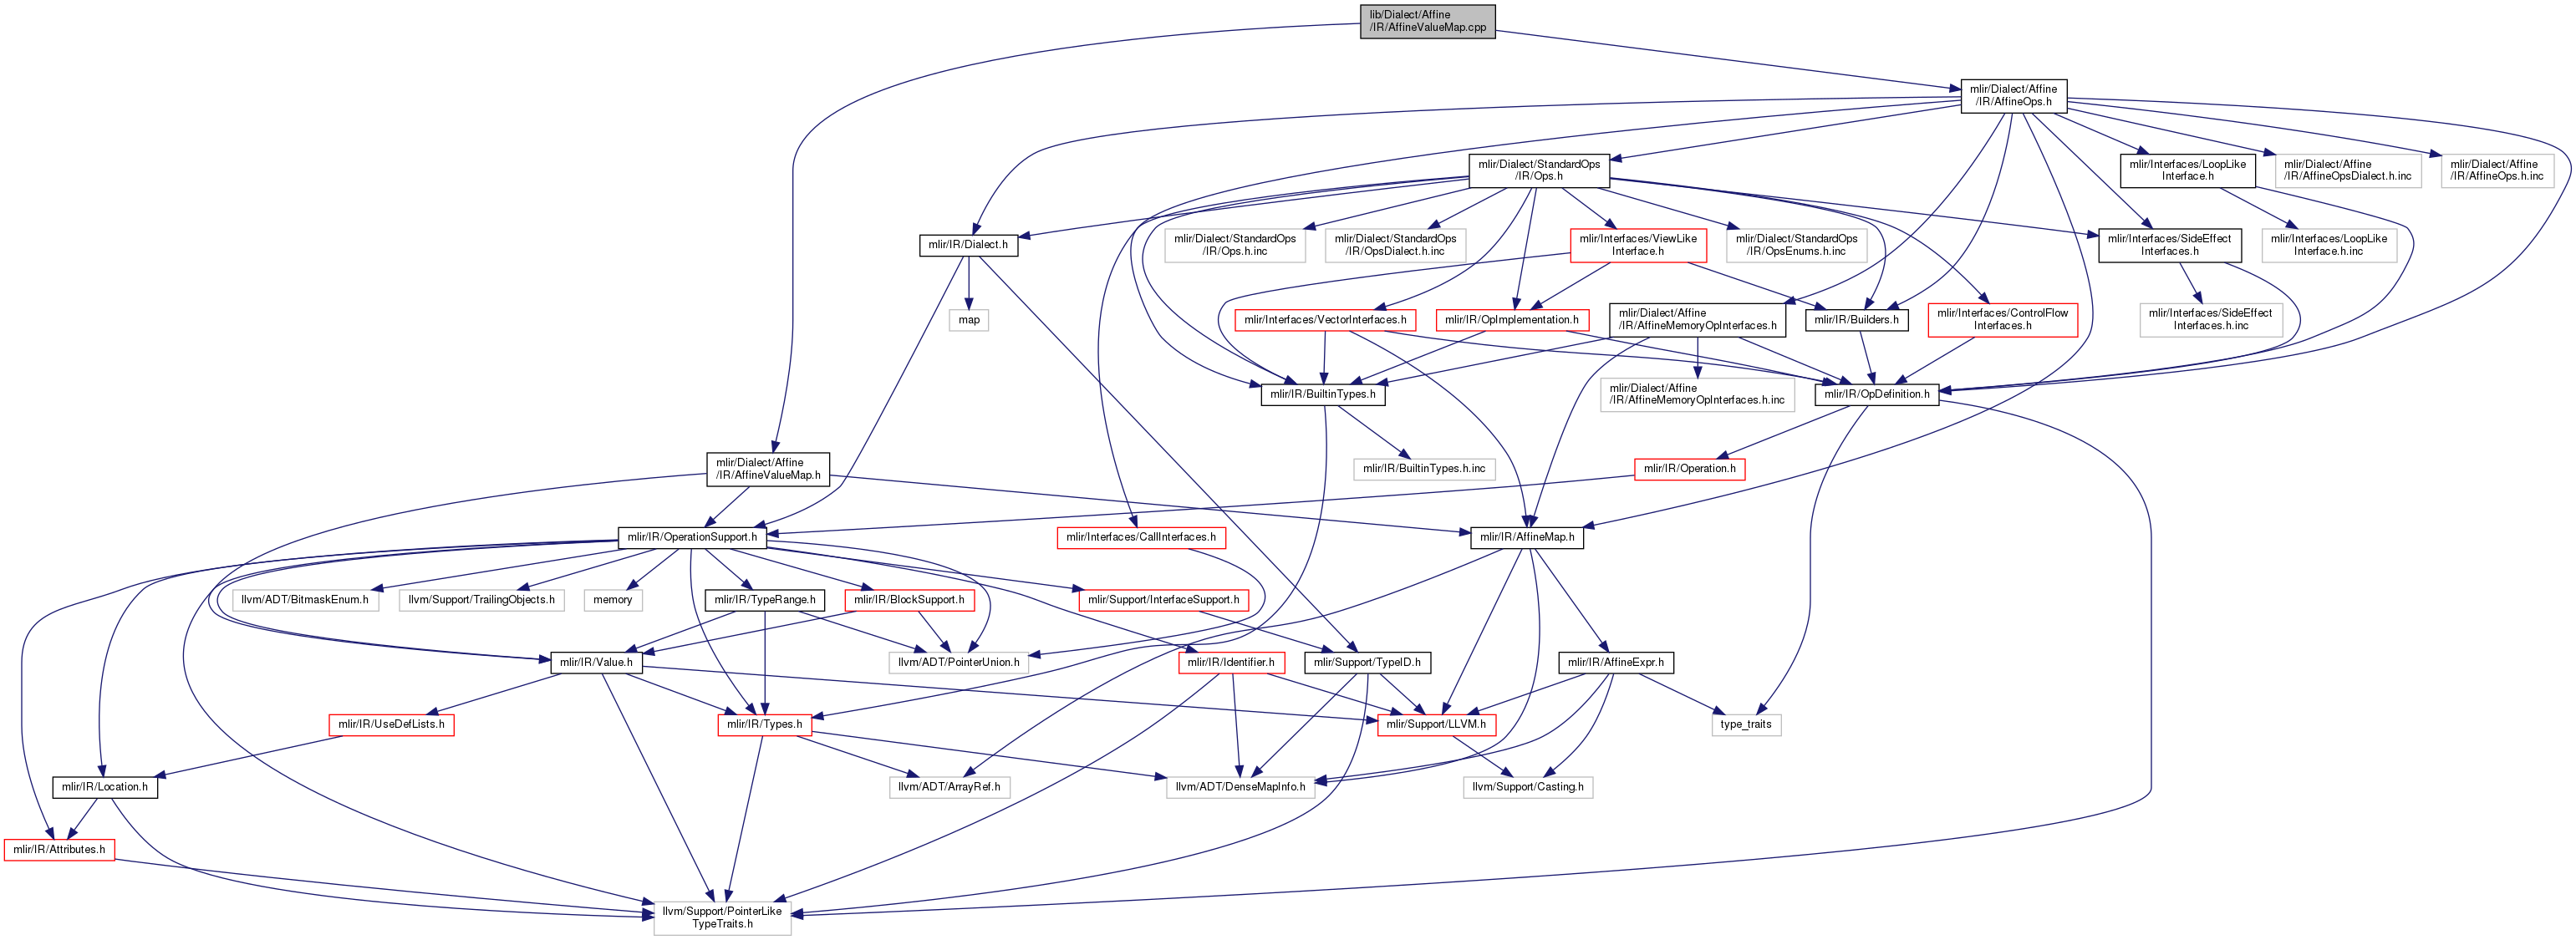 lib/Dialect/Affine
/IR/AffineValueMap.cpp
mlir/Dialect/Affine
/IR/AffineOps.h
mlir/Dialect/StandardOps
/IR/Ops.h
mlir/Interfaces/LoopLike
Interface.h
mlir/Dialect/Affine
/IR/AffineOpsDialect.h.inc
mlir/Dialect/Affine
/IR/AffineOps.h.inc
mlir/IR/Dialect.h
mlir/Dialect/StandardOps
/IR/Ops.h.inc
mlir/Dialect/StandardOps
/IR/OpsDialect.h.inc
mlir/Interfaces/ViewLike
Interface.h
mlir/Dialect/StandardOps
/IR/OpsEnums.h.inc
mlir/Interfaces/SideEffect
Interfaces.h
mlir/Interfaces/LoopLike
Interface.h.inc
map
mlir/Interfaces/VectorInterfaces.h
mlir/IR/OpImplementation.h
mlir/Dialect/Affine
/IR/AffineMemoryOpInterfaces.h
mlir/IR/Builders.h
mlir/Interfaces/ControlFlow
Interfaces.h
mlir/Interfaces/SideEffect
Interfaces.h.inc
mlir/IR/BuiltinTypes.h
mlir/Dialect/Affine
/IR/AffineMemoryOpInterfaces.h.inc
mlir/IR/OpDefinition.h
mlir/Dialect/Affine
/IR/AffineValueMap.h
mlir/IR/BuiltinTypes.h.inc
mlir/IR/Operation.h
mlir/IR/OperationSupport.h
mlir/Interfaces/CallInterfaces.h
mlir/IR/AffineMap.h
llvm/ADT/BitmaskEnum.h
llvm/Support/TrailingObjects.h
memory
mlir/IR/TypeRange.h
mlir/IR/BlockSupport.h
mlir/Support/InterfaceSupport.h
mlir/IR/Value.h
llvm/ADT/PointerUnion.h
mlir/IR/Identifier.h
mlir/Support/TypeID.h
mlir/IR/AffineExpr.h
mlir/IR/UseDefLists.h
mlir/IR/Types.h
mlir/Support/LLVM.h
type_traits
mlir/IR/Location.h
llvm/ADT/ArrayRef.h
llvm/ADT/DenseMapInfo.h
llvm/Support/Casting.h
mlir/IR/Attributes.h
llvm/Support/PointerLike
TypeTraits.h